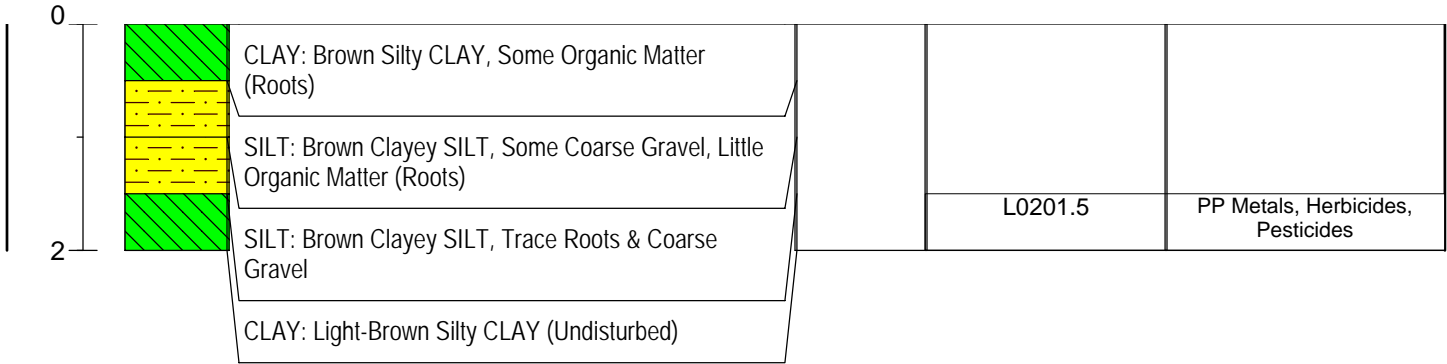 0
CLAY: Brown Silty CLAY, Some Organic Matter
(Roots)
SILT: Brown Clayey SILT, Some Coarse Gravel, Little
Organic Matter (Roots)
L0201.5
PP Metals, Herbicides,
Pesticides
SILT: Brown Clayey SILT, Trace Roots & Coarse
Gravel
2
CLAY: Light-Brown Silty CLAY (Undisturbed)